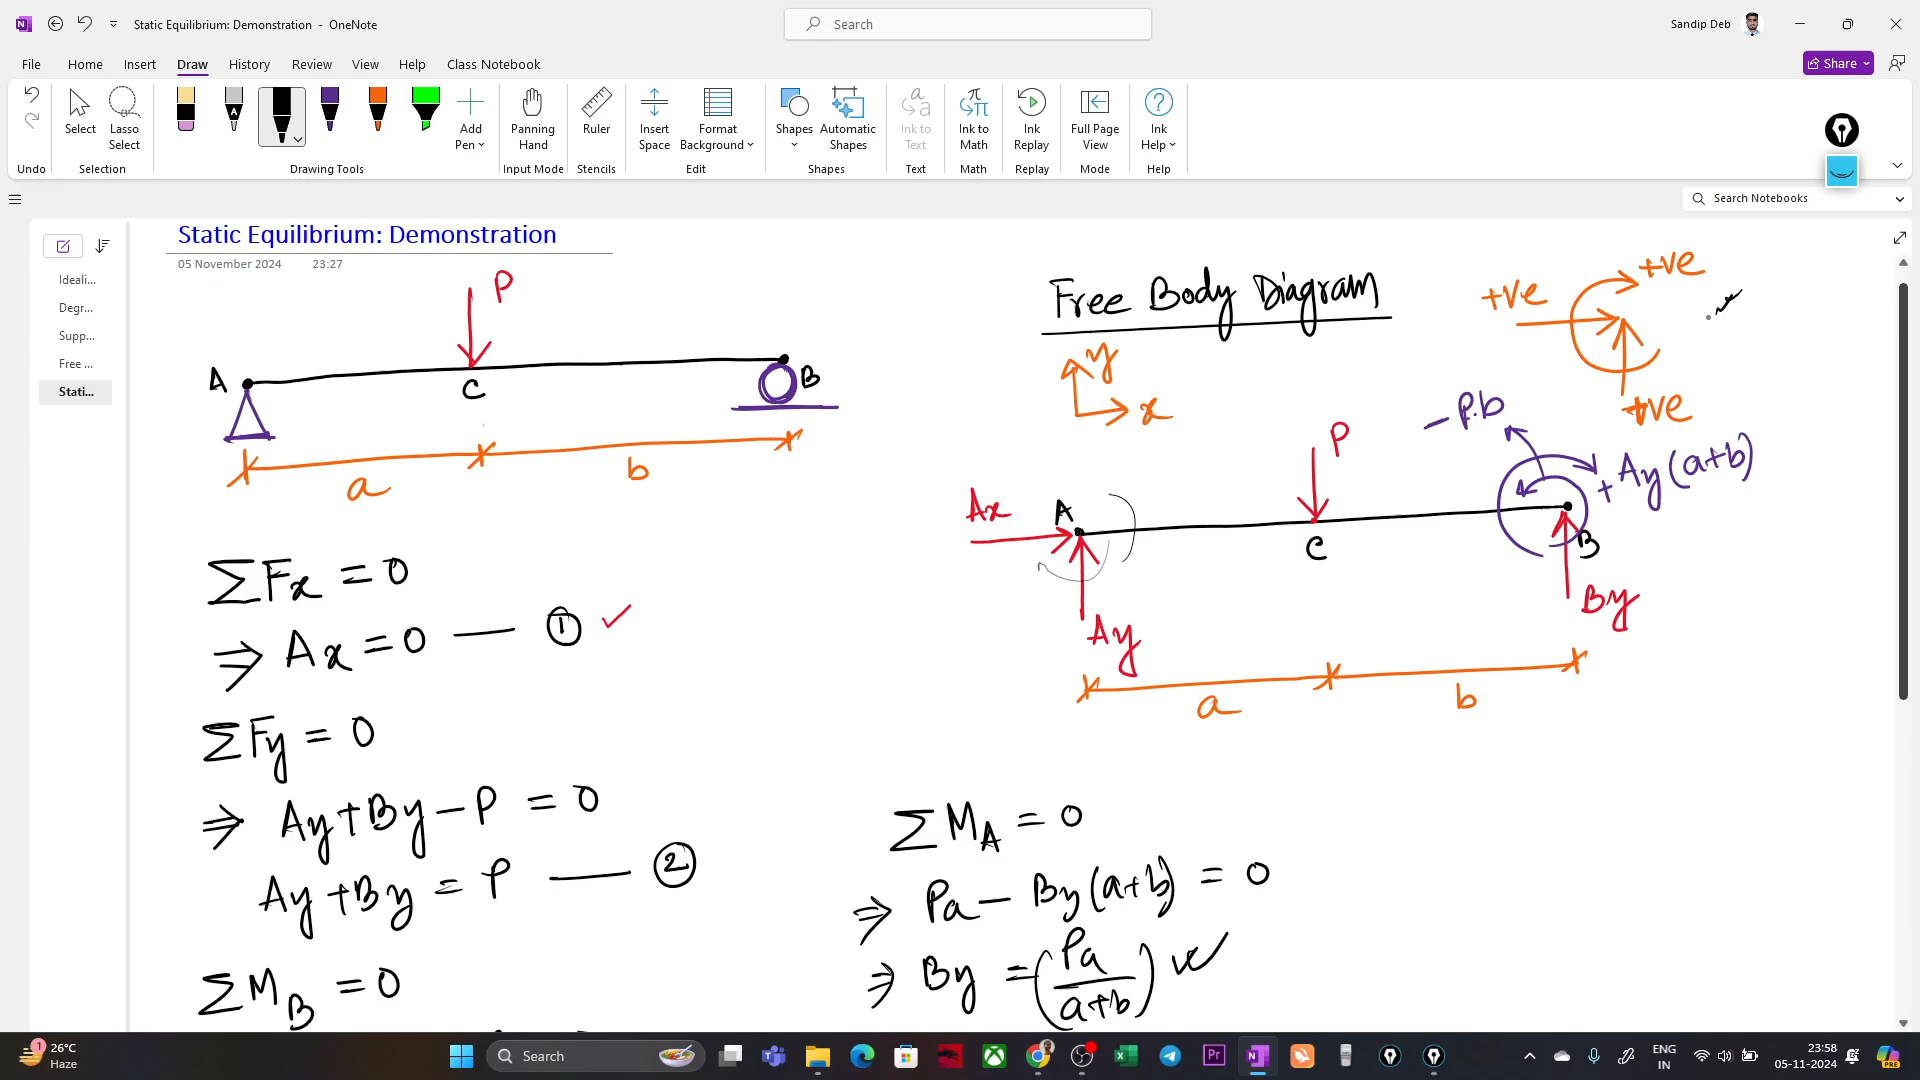 Static Equilibrium: Demonstration - OneNote
Search
Sandip Deb
File Home Insert Draw History Review View Help Class Notebook
Share
Select
Lasso Select
Add Pen
Panning Hand
Ruler
Insert Space
Format Background
Shapes
Automatic Shapes
Ink to Text
Ink to Math
Ink Replay
Full Page View
Ink Help
Undo Selection Drawing Tools Input Mode Stencils Edit Shapes Text Math Replay Mode Help
Search Notebooks
Ideali...
Degr...
Supp...
Free ...
Stati...
Static Equilibrium: Demonstration
05 November 2024 23:27
P
A
C
B
a
b
ΣFx = 0
⇒ Ax = 0 — ①
ΣFy = 0
⇒ Ay + By - P = 0
Ay + By = P — ②
ΣM_B = 0
Free Body Diagram
+ve
+ve
+ve
y
x
- P.b
+ Ay (a+b)
P
Ax
A
C
B
Ay
By
a
b
ΣM_A = 0
⇒ Pa - By (a+b) = 0
⇒ By = (Pa / a+b)
1
26°C
Haze
Search
ENG
IN
23:58
05-11-2024
PRE